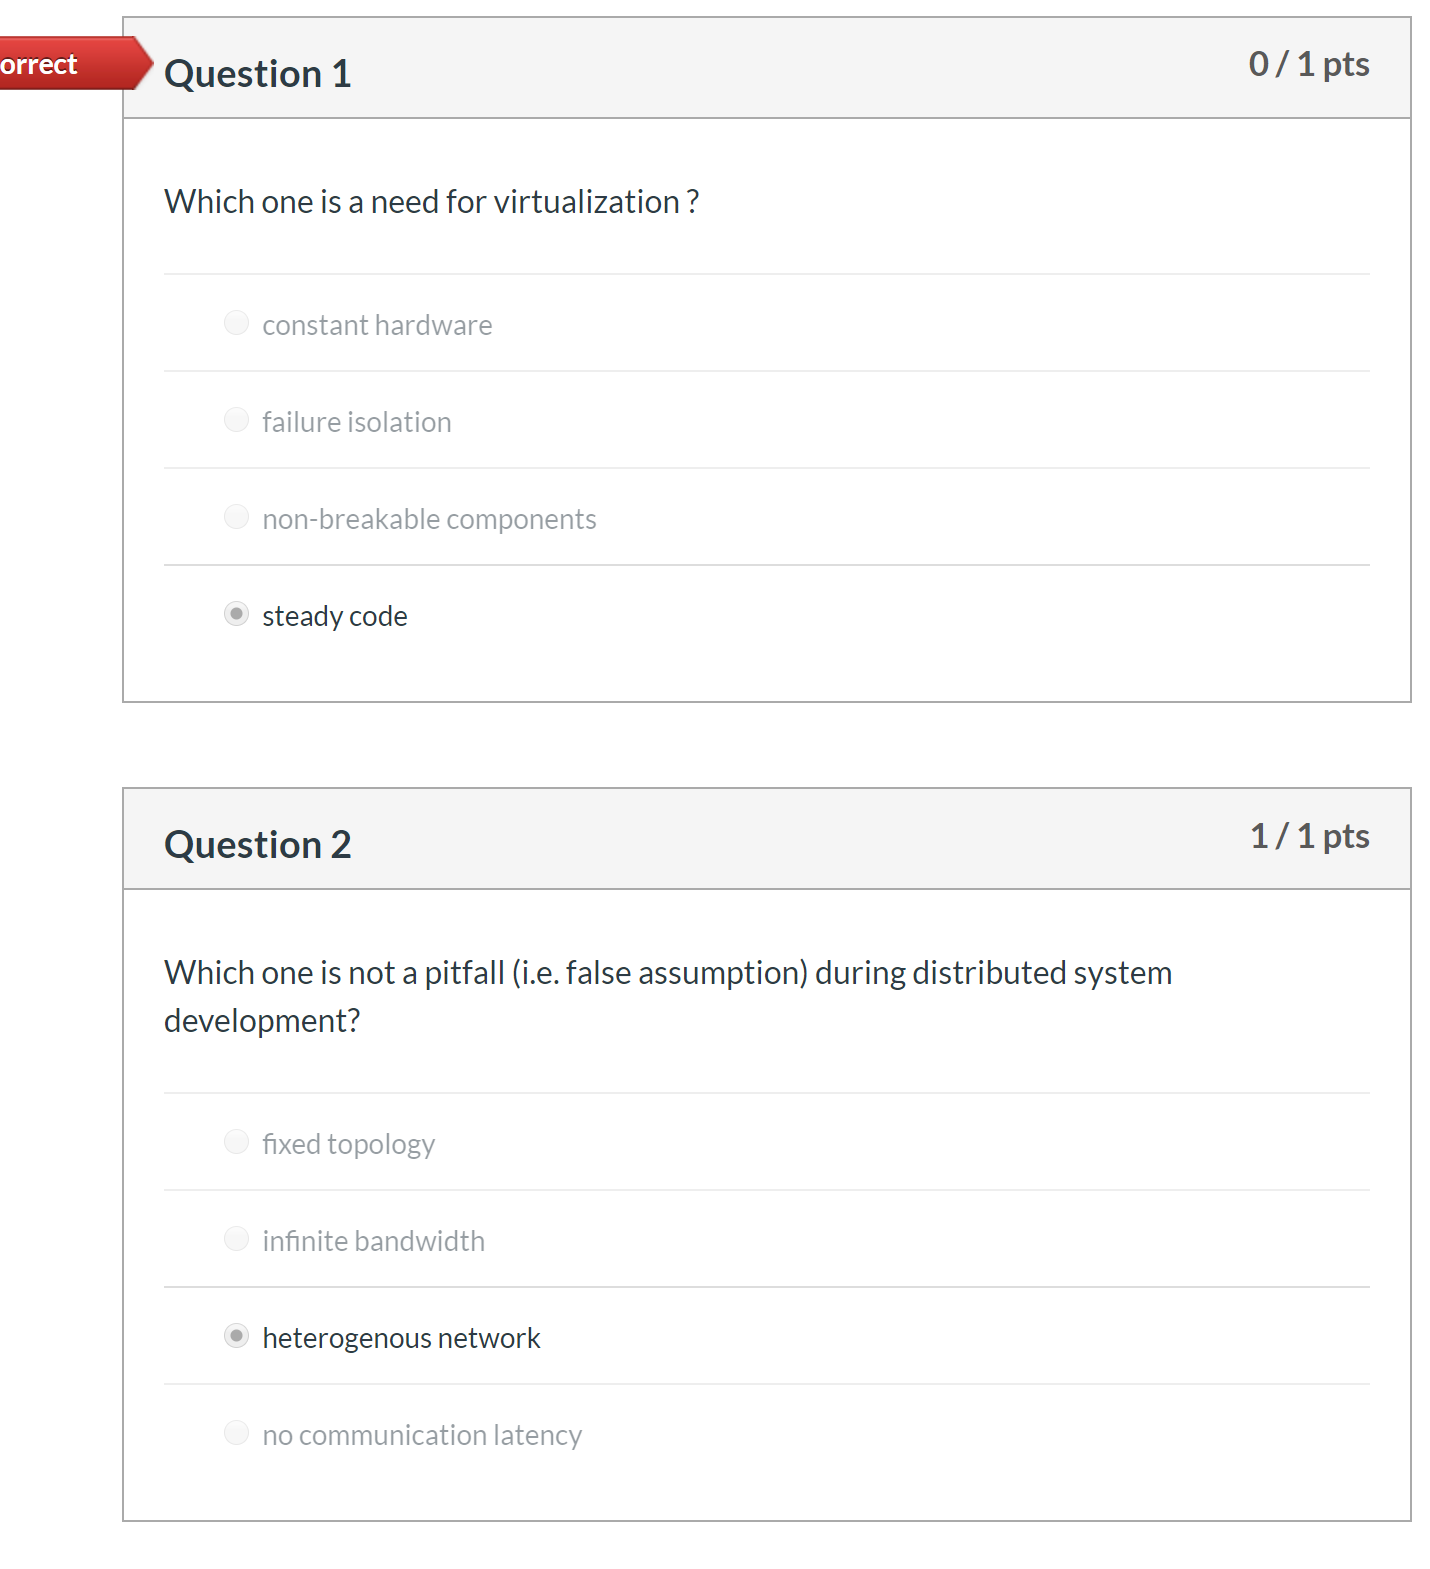 orrect
Question 1
0 / 1 pts
Which one is a need for virtualization ?
constant hardware
failure isolation
non-breakable components
steady code
Question 2
1 / 1 pts
Which one is not a pitfall (i.e. false assumption) during distributed system
development?
fixed topology
infinite bandwidth
heterogenous network
no communication latency